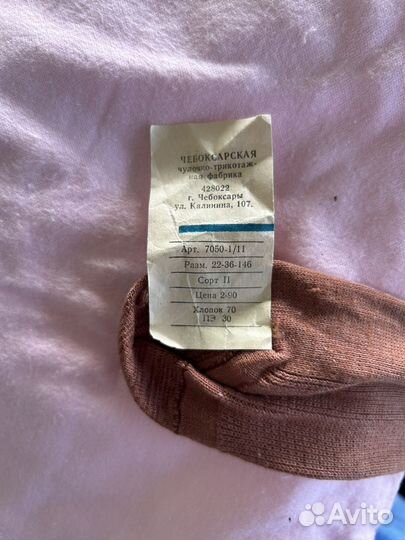 ЧЕБОКСАРСКАЯ
чулочно-трикотаж-
ная фабрика
428022
г. Чебоксары
ул. Калинина, 107.
Арт. 7050-1/11
Разм. 22-36-146
Сорт II
Цена 2-90
Хлопок 70
ПЭ 30
Avito